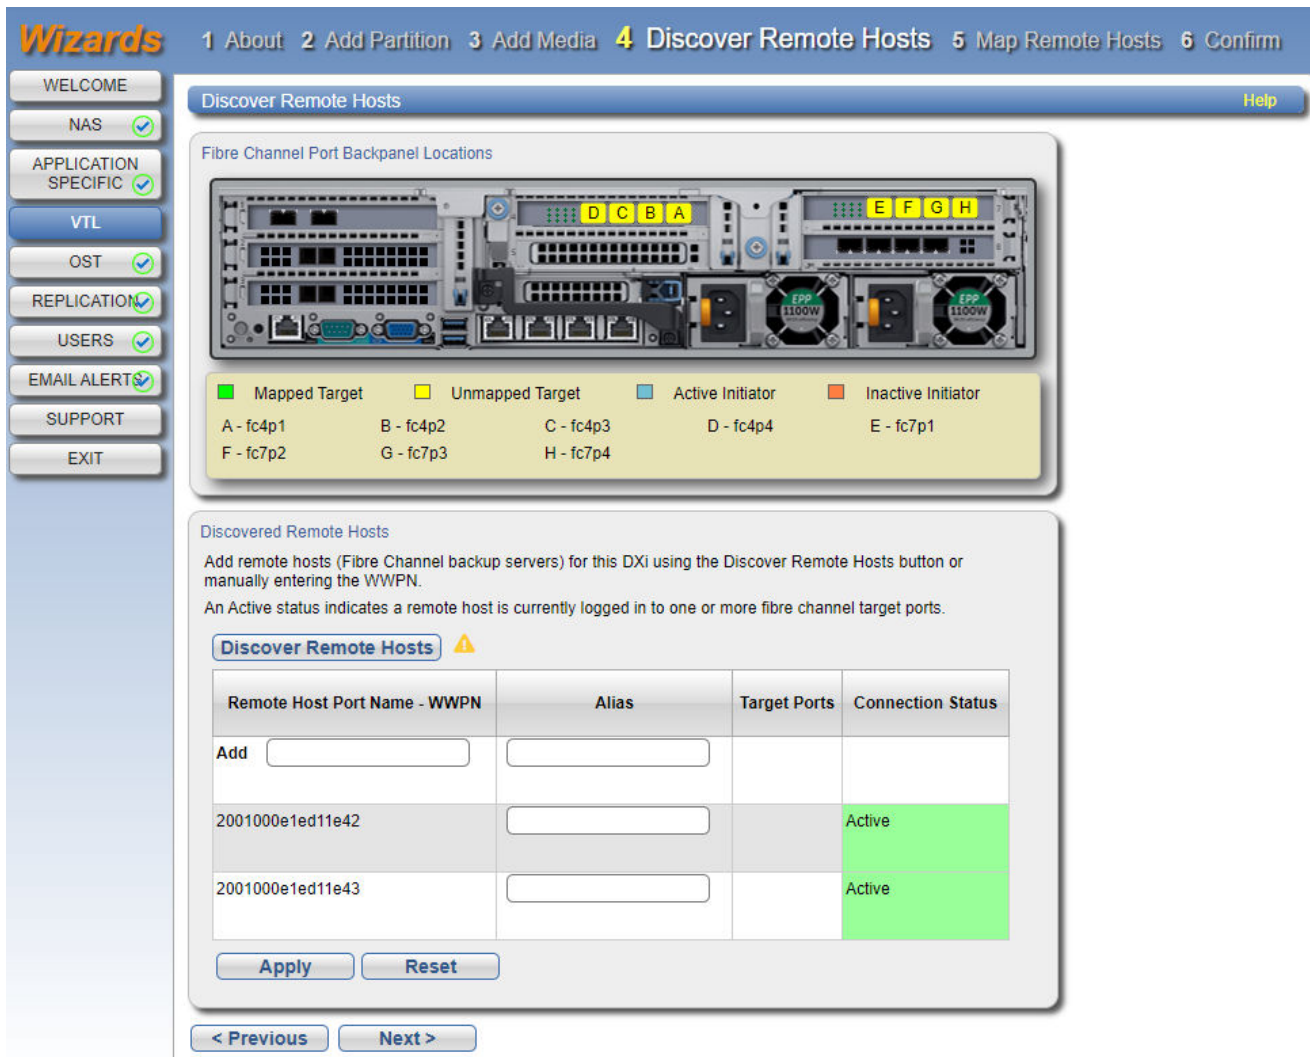 Wizards 1 About 2 Add Partition 3 Add Media 4 Discover Remote Hosts 5 Map Remote Hosts 6 Confirm
WELCOME
NAS
APPLICATION
SPECIFIC
VTL
OST
REPLICATION
USERS
EMAIL ALERTS
SUPPORT
EXIT
Discover Remote Hosts Help
Fibre Channel Port Backpanel Locations
D C B A E F G H
EPP EPP
1100W 1100W
Mapped Target Unmapped Target Active Initiator Inactive Initiator
A - fc4p1 B - fc4p2 C - fc4p3 D - fc4p4 E - fc7p1
F - fc7p2 G - fc7p3 H - fc7p4
Discovered Remote Hosts
Add remote hosts (Fibre Channel backup servers) for this DXi using the Discover Remote Hosts button or
manually entering the WWPN.
An Active status indicates a remote host is currently logged in to one or more fibre channel target ports.
Discover Remote Hosts
Remote Host Port Name - WWPN Alias Target Ports Connection Status
Add
2001000e1ed11e42 Active
2001000e1ed11e43 Active
Apply Reset
< Previous Next >